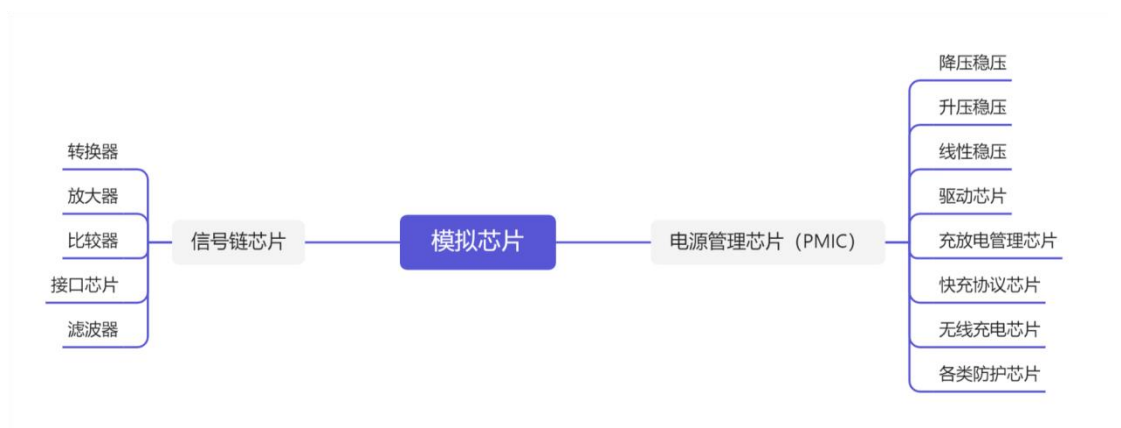 模拟芯片
信号链芯片
转换器
放大器
比较器
接口芯片
滤波器
电源管理芯片（PMIC）
降压稳压
升压稳压
线性稳压
驱动芯片
充放电管理芯片
快充协议芯片
无线充电芯片
各类防护芯片